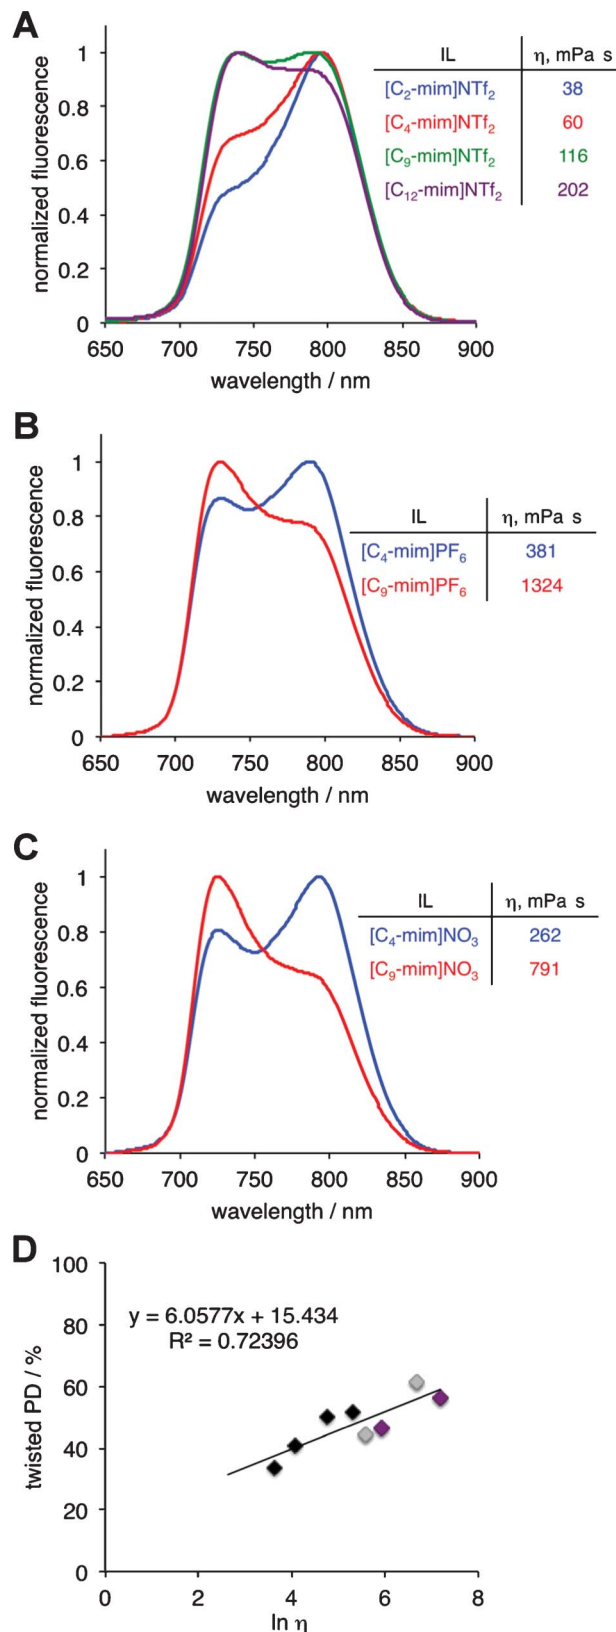 A
normalized fluorescence
1
0.8
0.6
0.4
0.2
0
650 700 750 800 850 900
wavelength / nm
IL η, mPa s
[C₂-mim]NTf₂ 38
[C₄-mim]NTf₂ 60
[C₉-mim]NTf₂ 116
[C₁₂-mim]NTf₂ 202
B
normalized fluorescence
1
0.8
0.6
0.4
0.2
0
650 700 750 800 850 900
wavelength / nm
IL η, mPa s
[C₄-mim]PF₆ 381
[C₉-mim]PF₆ 1324
C
normalized fluorescence
1
0.8
0.6
0.4
0.2
0
650 700 750 800 850 900
wavelength / nm
IL η, mPa s
[C₄-mim]NO₃ 262
[C₉-mim]NO₃ 791
D
twisted PD / %
100
80
60
40
20
0
0 2 4 6 8
ln η
y = 6.0577x + 15.434
R² = 0.72396